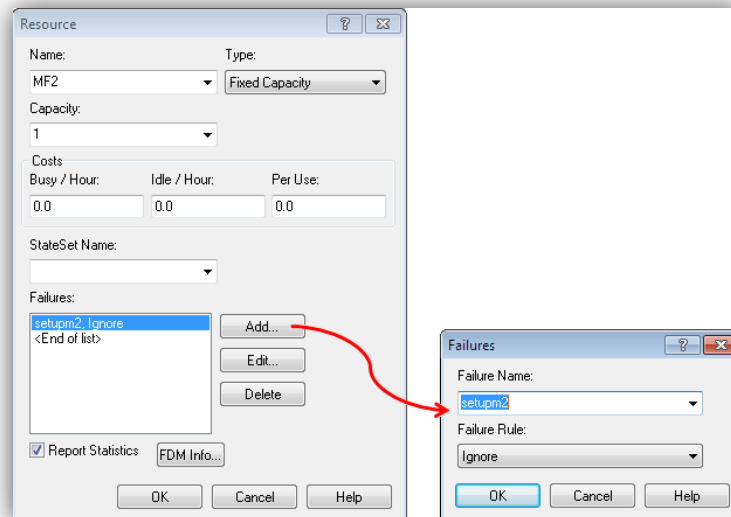 Resource
Name:
Type:
MF2
Fixed Capacity
Capacity:
1
Costs
Busy / Hour:
Idle / Hour:
Per Use:
0.0
0.0
0.0
StateSet Name:
Failures:
setupm2, Ignore
<End of list>
Add...
Edit...
Delete
Report Statistics
FDM Info...
OK
Cancel
Help
Failures
Failure Name:
setupm2
Failure Rule:
Ignore
OK
Cancel
Help